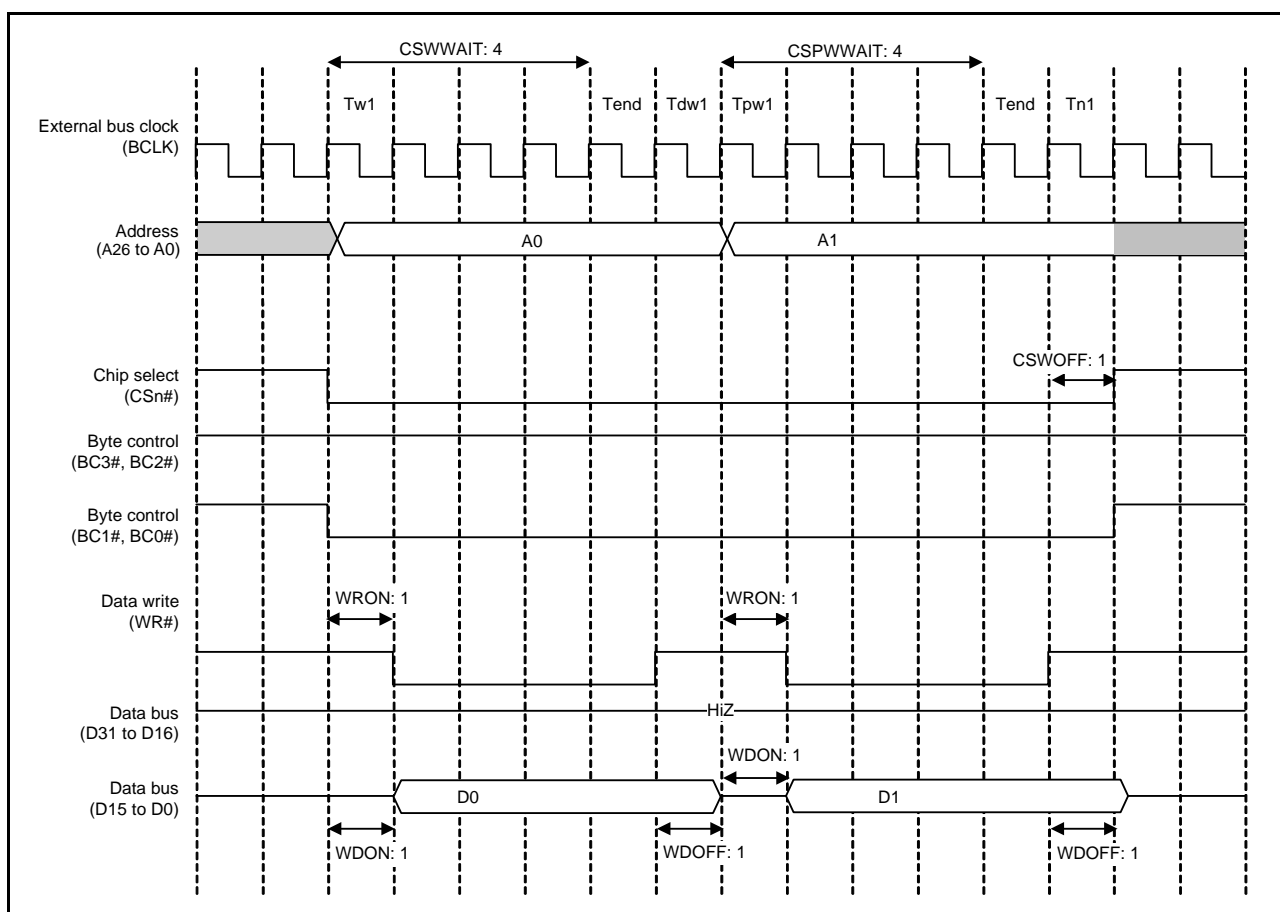 CSWWAIT: 4
CSPWWAIT: 4
Tw1
Tend
Tdw1
Tpw1
Tend
Tn1
External bus clock
(BCLK)
Address
(A26 to A0)
A0
A1
CSWOFF: 1
Chip select
(CSn#)
Byte control
(BC3#, BC2#)
Byte control
(BC1#, BC0#)
Data write
(WR#)
WRON: 1
WRON: 1
Data bus
(D31 to D16)
HiZ
WDON: 1
Data bus
(D15 to D0)
D0
D1
WDON: 1
WDOFF: 1
WDOFF: 1